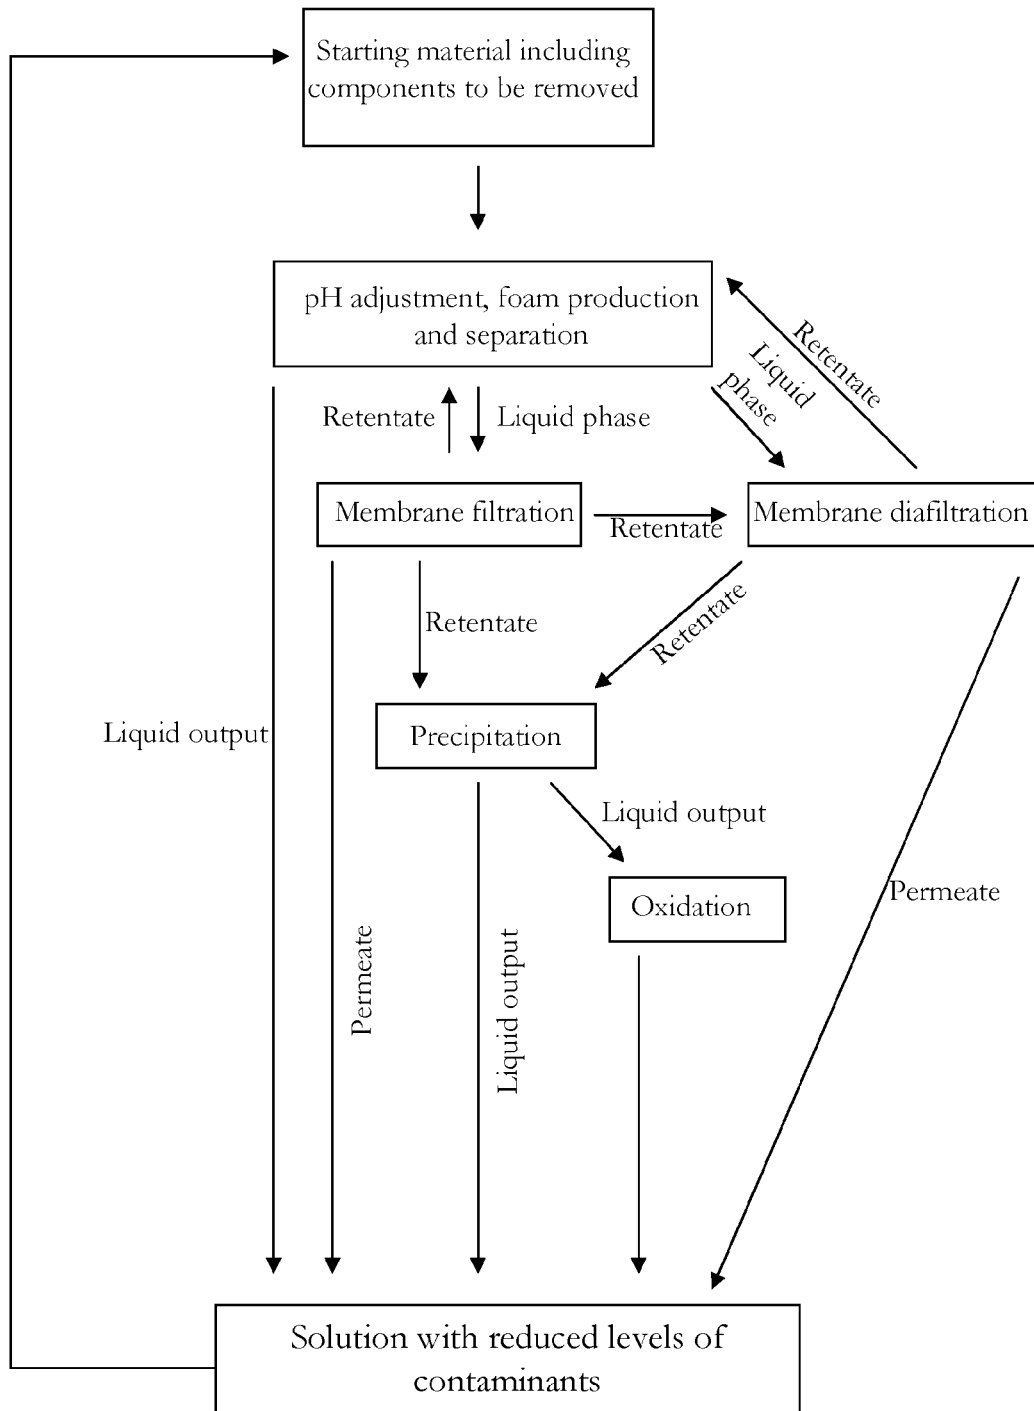 Starting material including
components to be removed
pH adjustment, foam production
and separation
Retentate
Liquid phase
Liquid
phase
Retentate
Membrane filtration
Retentate
Membrane diafiltration
Retentate
Retentate
Liquid output
Precipitation
Liquid output
Oxidation
Permeate
Permeate
Liquid output
Solution with reduced levels of
contaminants